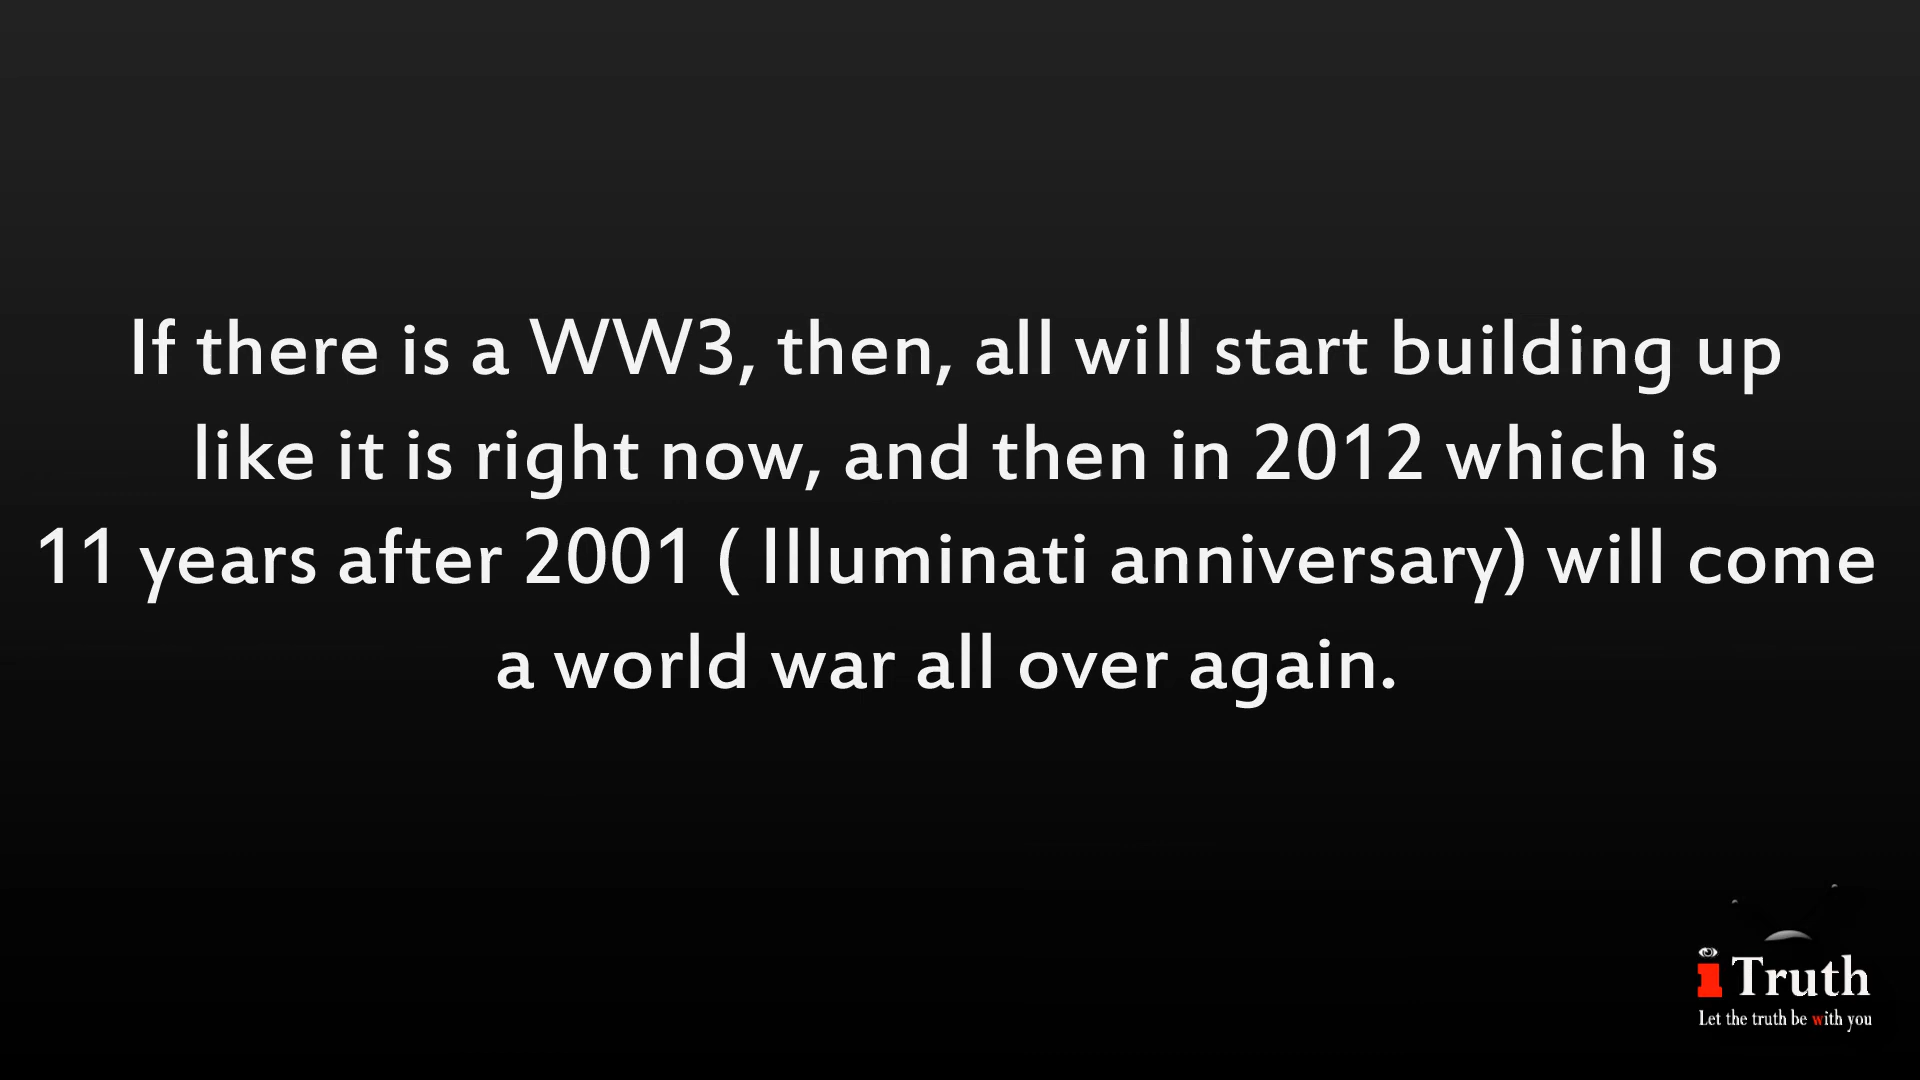 If there is a WW3, then, all will start building up
like it is right now, and then in 2012 which is
11 years after 2001 ( Illuminati anniversary) will come
a world war all over again.
i Truth
Let the truth be with you